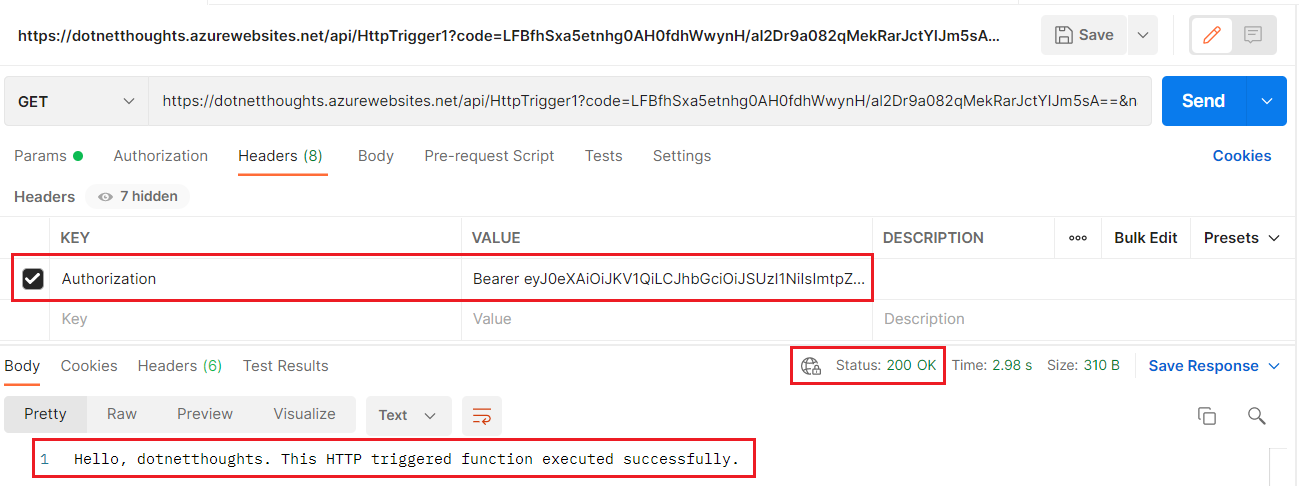 https://dotnetthoughts.azurewebsites.net/api/HttpTrigger1?code=LFBfhSxa5etnhg0AH0fdhWwynH/al2Dr9a082qMekRarJctYIJm5sA... Save
GET https://dotnetthoughts.azurewebsites.net/api/HttpTrigger1?code=LFBfhSxa5etnhg0AH0fdhWwynH/al2Dr9a082qMekRarJctYIJm5sA==&n Send
Params Authorization Headers (8) Body Pre-request Script Tests Settings Cookies
Headers 7 hidden
KEY VALUE DESCRIPTION Bulk Edit Presets
Authorization Bearer eyJ0eXAiOiJKV1QiLCJhbGciOiJSUzI1NiIsImtpZ...
Key Value Description
Body Cookies Headers (6) Test Results Status: 200 OK Time: 2.98 s Size: 310 B Save Response
Pretty Raw Preview Visualize Text
1 Hello, dotnetthoughts. This HTTP triggered function executed successfully.